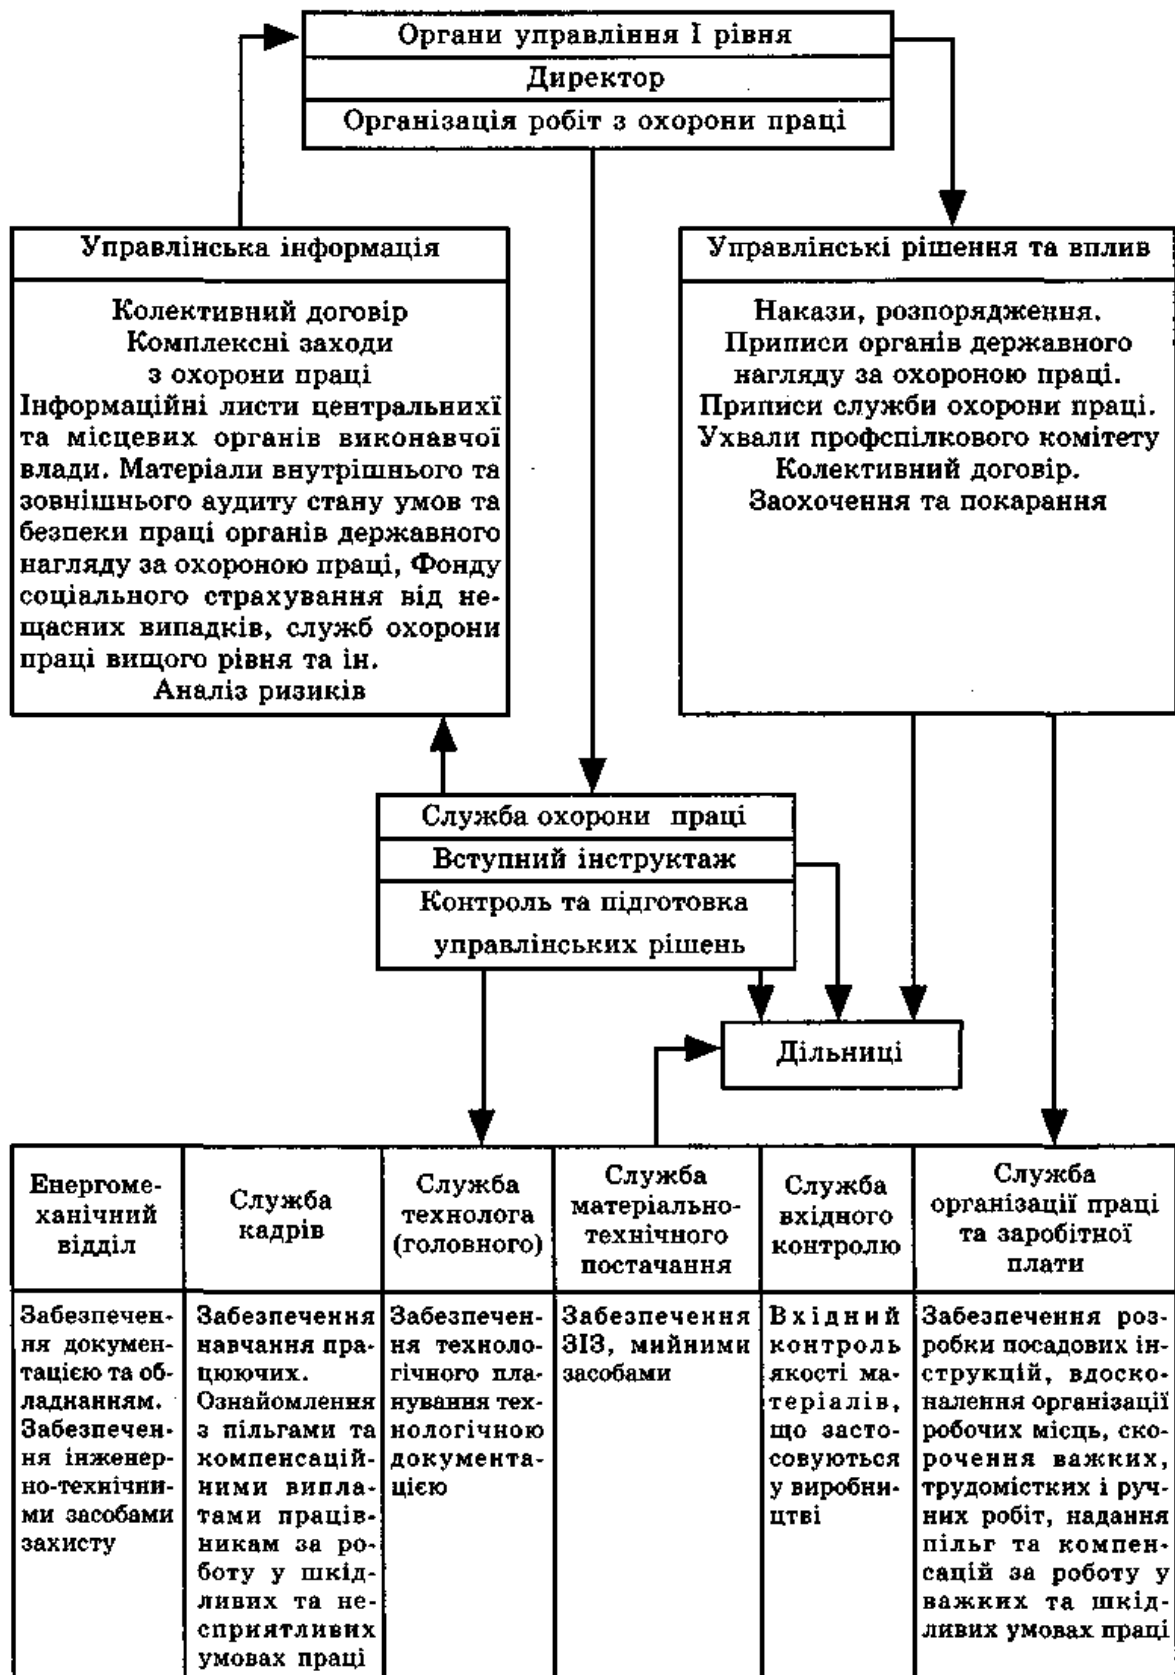 Органи управління І рівня
Директор
Організація робіт з охорони праці
Управлінська інформація
Колективний договір
Комплексні заходи
з охорони праці
Інформаційні листи центральнихї
та місцевих органів виконавчої
влади. Матеріали внутрішнього та
зовнішнього аудиту стану умов та
безпеки праці органів державного
нагляду за охороною праці, Фонду
соціального страхування від не-
щасних випадків, служб охорони
праці вищого рівня та ін.
Аналіз ризиків
Управлінські рішення та вплив
Накази, розпорядження.
Приписи органів державного
нагляду за охороною праці.
Приписи служби охорони праці.
Ухвали профспілкового комітету
Колективний договір.
Заохочення та покарання
Служба охорони праці
Вступний інструктаж
Контроль та підготовка
управлінських рішень
Дільниці
Енергоме-
ханічний
відділ
Служба
кадрів
Служба
технолога
(головного)
Служба
матеріально-
технічного
постачання
Служба
вхідного
контролю
Служба
організації праці
та заробітної
плати
Забезпечен-
ня докумен-
тацією та об-
ладнанням.
Забезпечен-
ня інженер-
но-технічни-
ми засобами
захисту
Забезпечення
навчання пра-
цюючих.
Ознайомлення
з пільгами та
компенсацій-
ними випла-
тами праців-
никам за ро-
боту у шкід-
ливих та не-
сприятливих
умовах праці
Забезпечен-
ня техноло-
гічного пла-
нування тех-
нологічною
документа-
цією
Забезпечення
ЗІЗ, мийними
засобами
Вхідний
контроль
якості ма-
теріалів,
що засто-
совуються
у виробни-
цтві
Забезпечення роз-
робки посадових ін-
струкцій, вдоско-
налення організації
робочих місць, ско-
рочення важких,
трудомістких і руч-
них робіт, надання
пільг та компен-
сацій за роботу у
важких та шкід-
ливих умовах праці